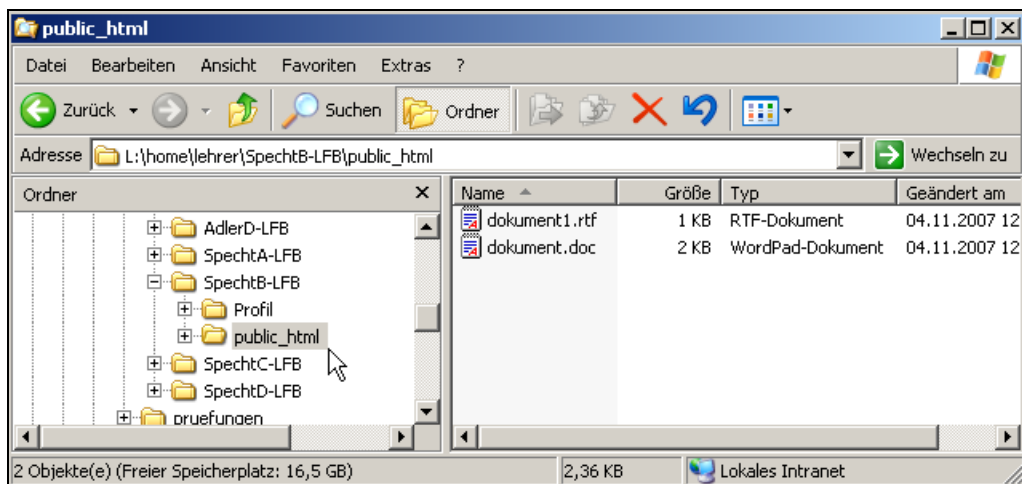 public_html
Datei Bearbeiten Ansicht Favoriten Extras ?
Zurück Suchen Ordner
Adresse L:\home\lehrer\SpechtB-LFB\public_html Wechseln zu
Ordner
Name Größe Typ Geändert am
AdlerD-LFB
SpechtA-LFB
SpechtB-LFB
Profil
public_html
SpechtC-LFB
SpechtD-LFB
pruefungen
dokument1.rtf 1 KB RTF-Dokument 04.11.2007 12
dokument.doc 2 KB WordPad-Dokument 04.11.2007 12
2 Objekte(e) (Freier Speicherplatz: 16,5 GB) 2,36 KB Lokales Intranet